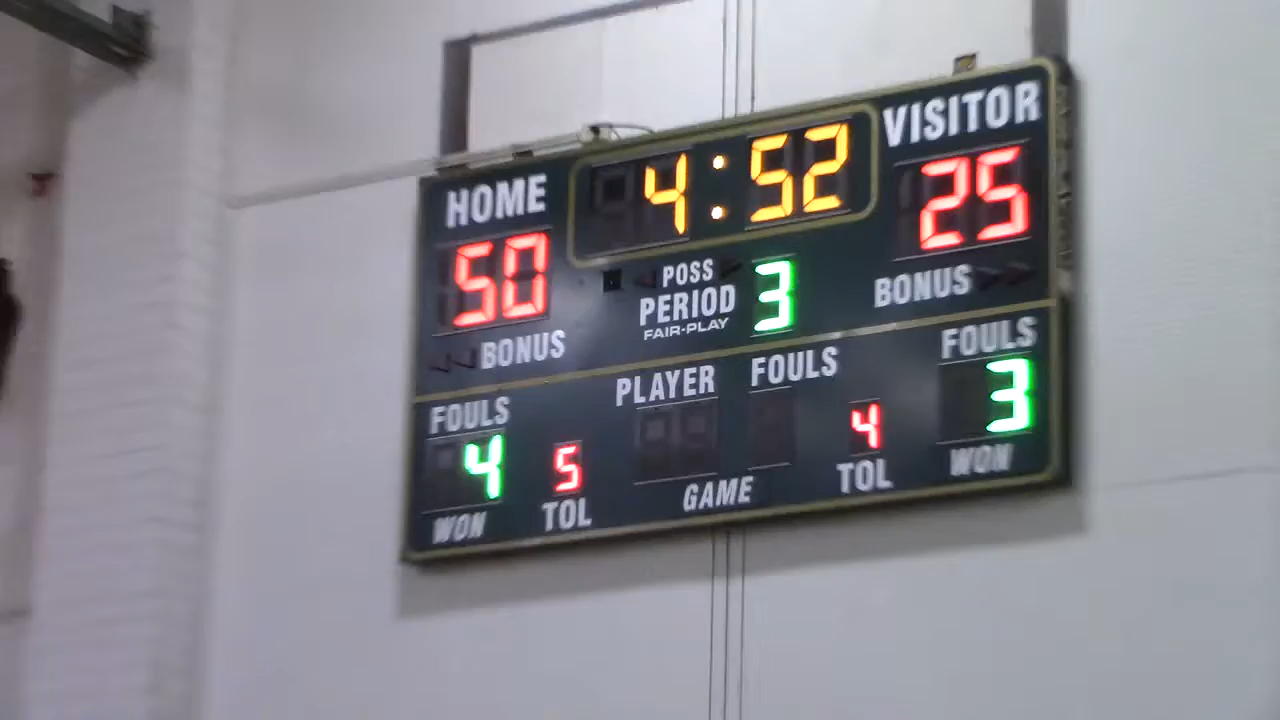 HOME 4:52 VISITOR
50 25
POSS
PERIOD 3
FAIR-PLAY
BONUS BONUS
PLAYER FOULS
FOULS FOULS
4 5 4 3
WON TOL GAME TOL WON